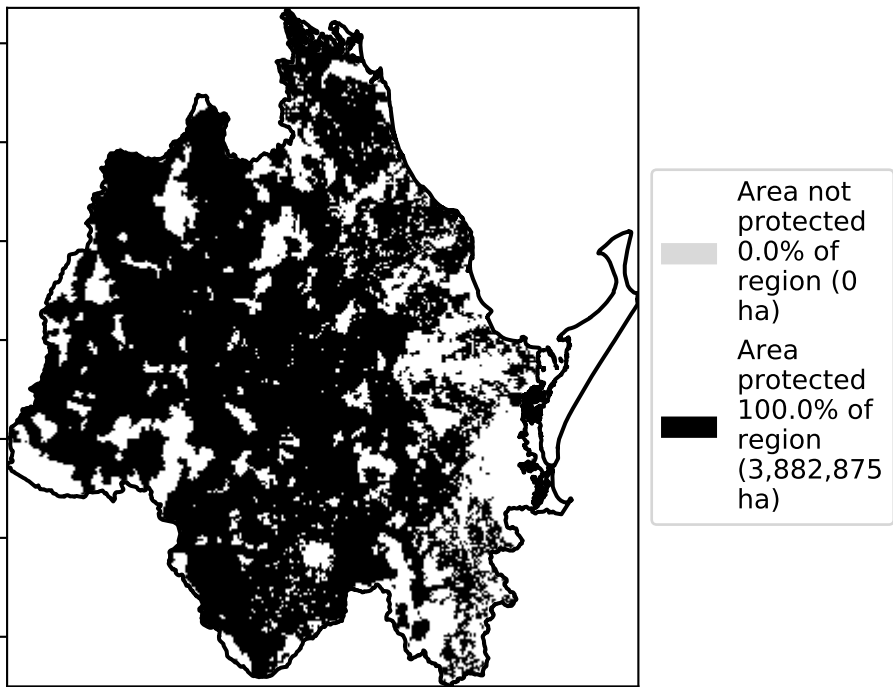 Area not
protected
0.0% of
region (0
ha)
Area
protected
100.0% of
region
(3,882,875
ha)